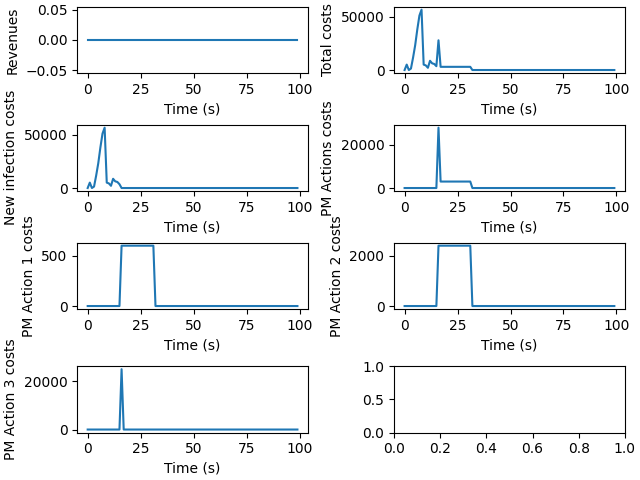 Revenues
0.05
0.00
−0.05
0 25 50 75 100
Time (s)
Total costs
50000
0
0 25 50 75 100
Time (s)
New infection costs
50000
0
0 25 50 75 100
Time (s)
PM Actions costs
20000
0
0 25 50 75 100
Time (s)
PM Action 1 costs
500
0
0 25 50 75 100
Time (s)
PM Action 2 costs
2000
0
0 25 50 75 100
Time (s)
PM Action 3 costs
20000
0
0 25 50 75 100
Time (s)
1.0
0.5
0.0
0.0 0.2 0.4 0.6 0.8 1.0